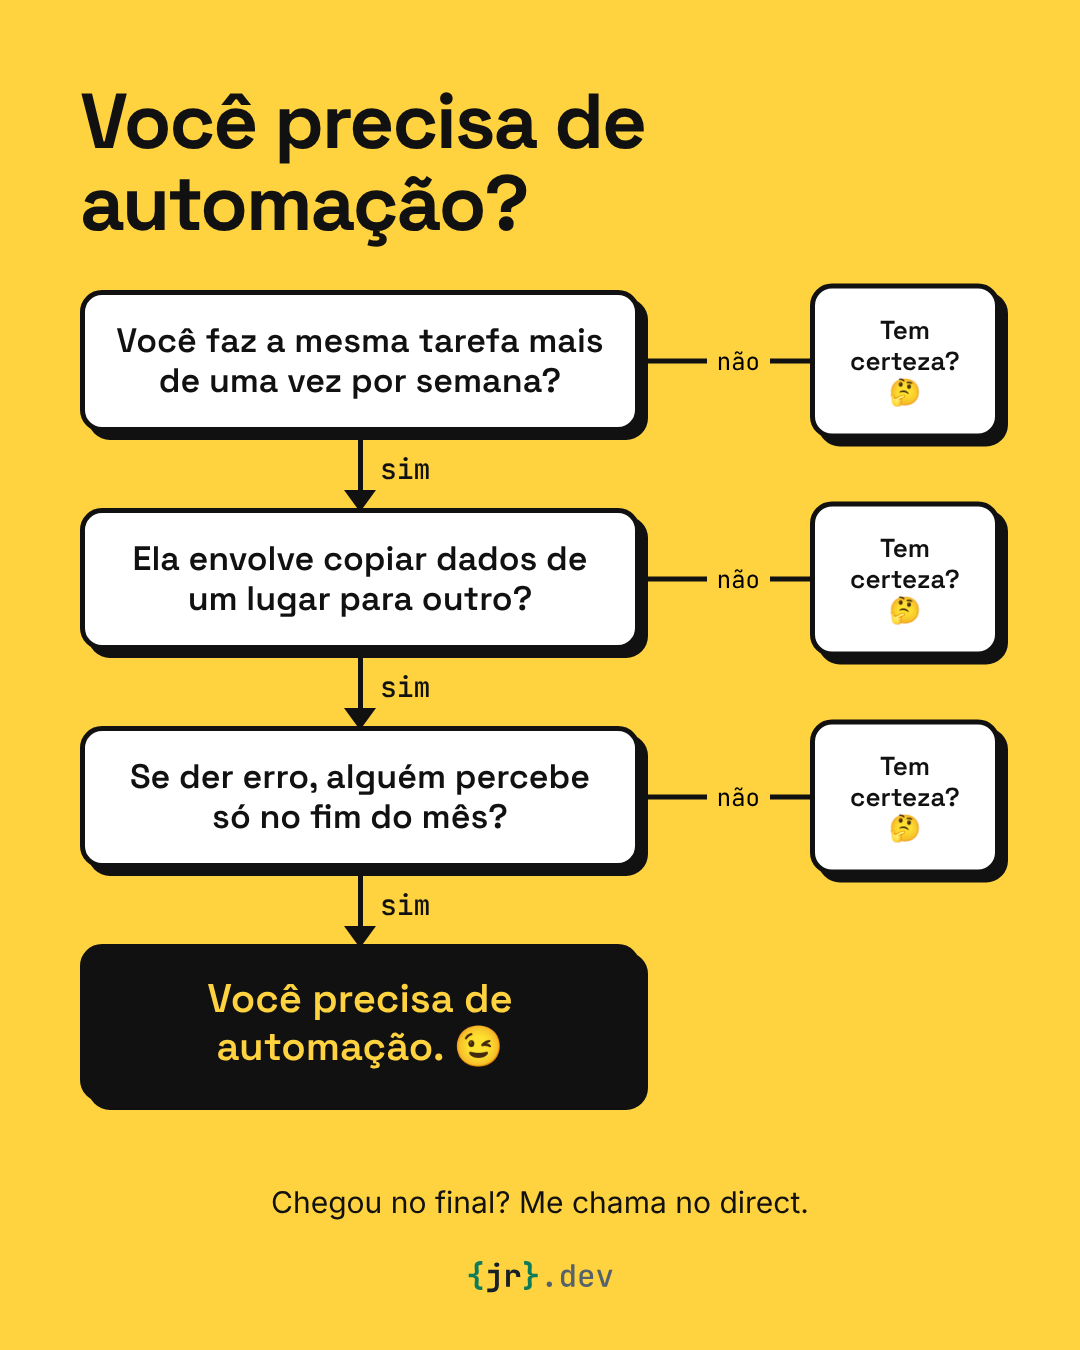 Você precisa de
automação?
Você faz a mesma tarefa mais
de uma vez por semana?
não
Tem
certeza?
🤔
sim
Ela envolve copiar dados de
um lugar para outro?
não
Tem
certeza?
🤔
sim
Se der erro, alguém percebe
só no fim do mês?
não
Tem
certeza?
🤔
sim
Você precisa de
automação. 😉
Chegou no final? Me chama no direct.
{jr}.dev